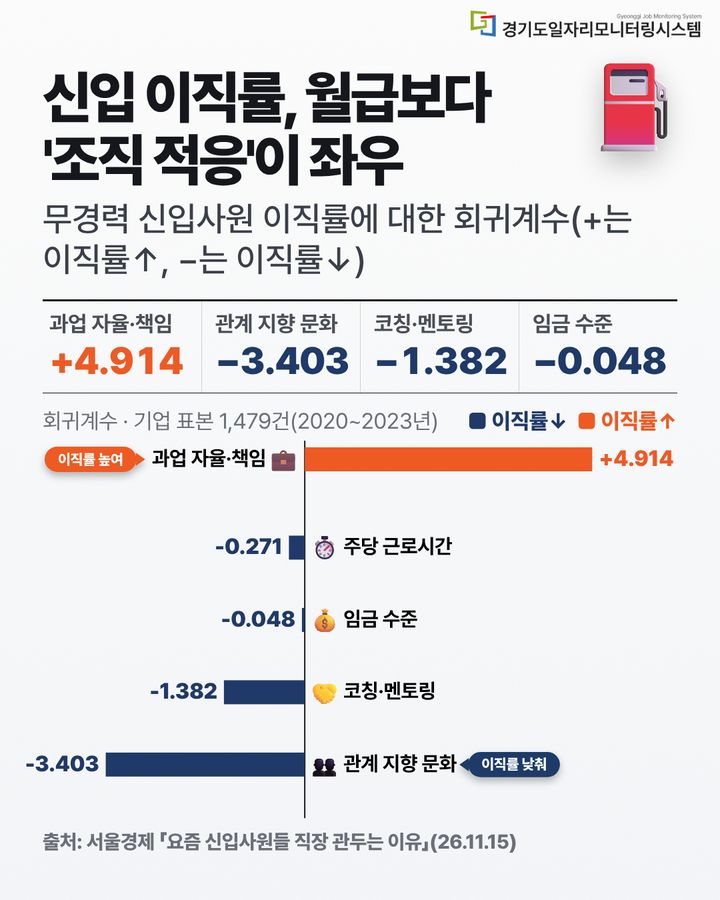 Gyeonggi Job Monitoring System
경기도일자리모니터링시스템
신입 이직률, 월급보다
'조직 적응'이 좌우
무경력 신입사원 이직률에 대한 회귀계수(+는
이직률↑, −는 이직률↓)
과업 자율·책임
+4.914
관계 지향 문화
−3.403
코칭·멘토링
−1.382
임금 수준
−0.048
회귀계수 · 기업 표본 1,479건(2020~2023년)
이직률↓ 이직률↑
이직률 높여 과업 자율·책임 +4.914
-0.271 주당 근로시간
-0.048 임금 수준
-1.382 코칭·멘토링
-3.403 관계 지향 문화 이직률 낮춰
출처: 서울경제 「요즘 신입사원들 직장 관두는 이유」(26.11.15)